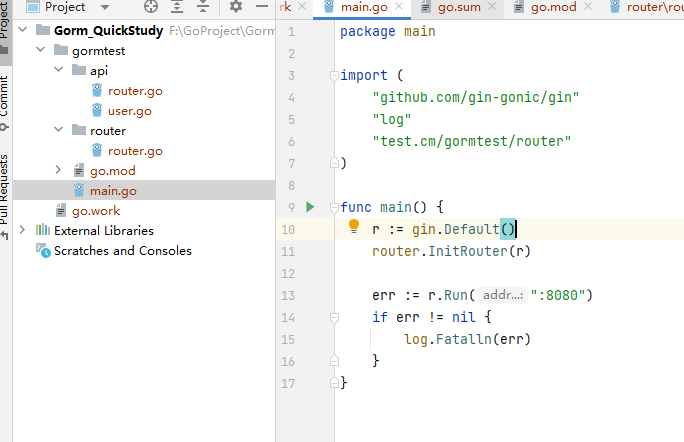 Project
Commit
Pull Requests
Project
Gorm_QuickStudy F:\GoProject\Gorm
gormtest
api
router.go
user.go
router
router.go
go.mod
main.go
go.work
External Libraries
Scratches and Consoles
rk
main.go
go.sum
go.mod
router\rou
1 package main
2
3 import (
4 "github.com/gin-gonic/gin"
5 "log"
6 "test.cm/gormtest/router"
7 )
8
9 func main() {
10 r := gin.Default()
11 router.InitRouter(r)
12
13 err := r.Run( addr...: ":8080")
14 if err != nil {
15 log.Fatalln(err)
16 }
17 }